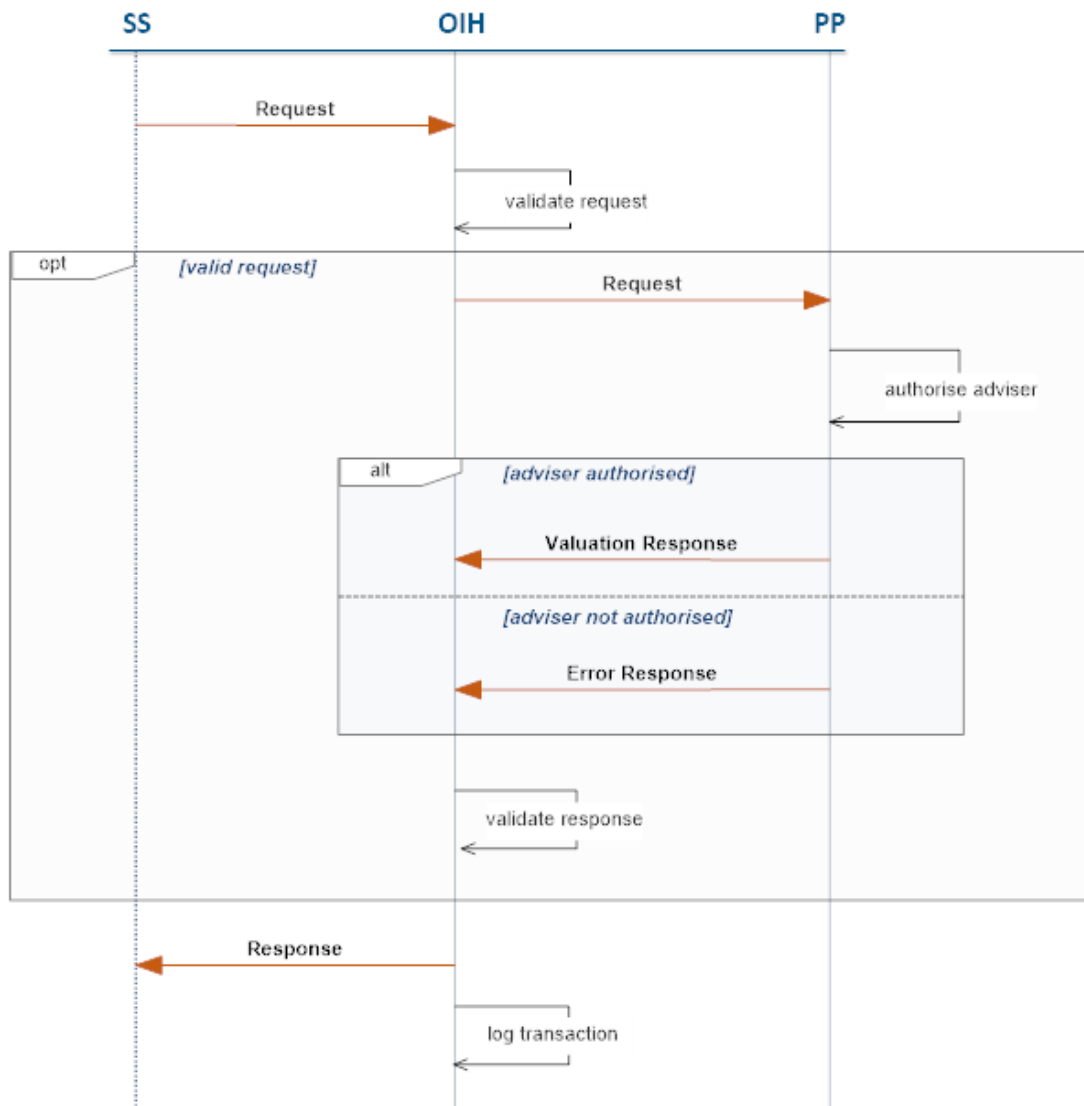 SS OIH PP
Request
validate request
opt [valid request]
Request
authorise adviser
alt [adviser authorised]
Valuation Response
[adviser not authorised]
Error Response
validate response
Response
log transaction